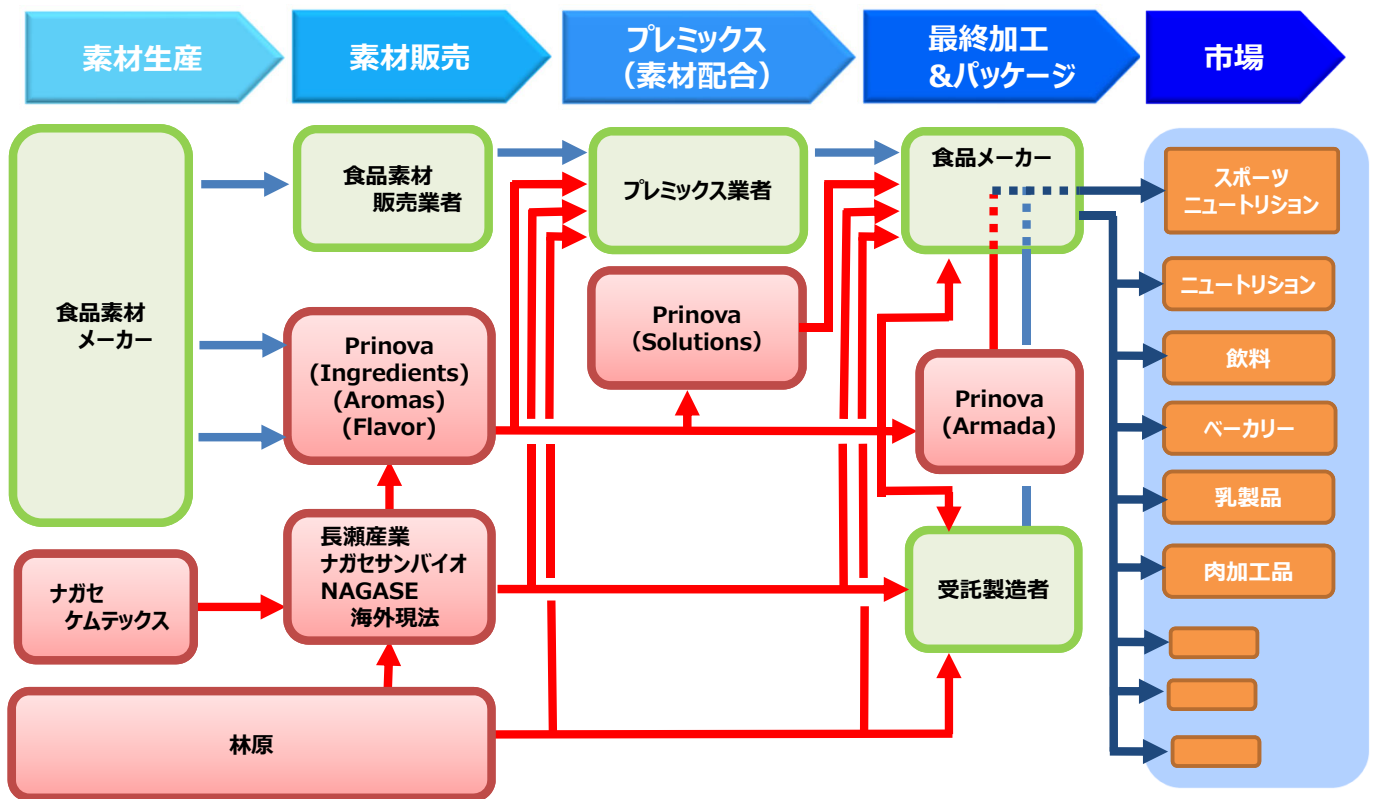 素材生産
素材販売
プレミックス
（素材配合）
最終加工
&パッケージ
市場
食品素材
メーカー
食品素材
販売業者
プレミックス業者
食品メーカー
スポーツ
ニュートリション
ニュートリション
飲料
ベーカリー
乳製品
肉加工品
Prinova
(Ingredients)
(Aromas)
(Flavor)
Prinova
（Solutions）
Prinova
(Armada)
ナガセ
ケムテックス
長瀬産業
ナガセサンバイオ
NAGASE
海外現法
受託製造者
林原